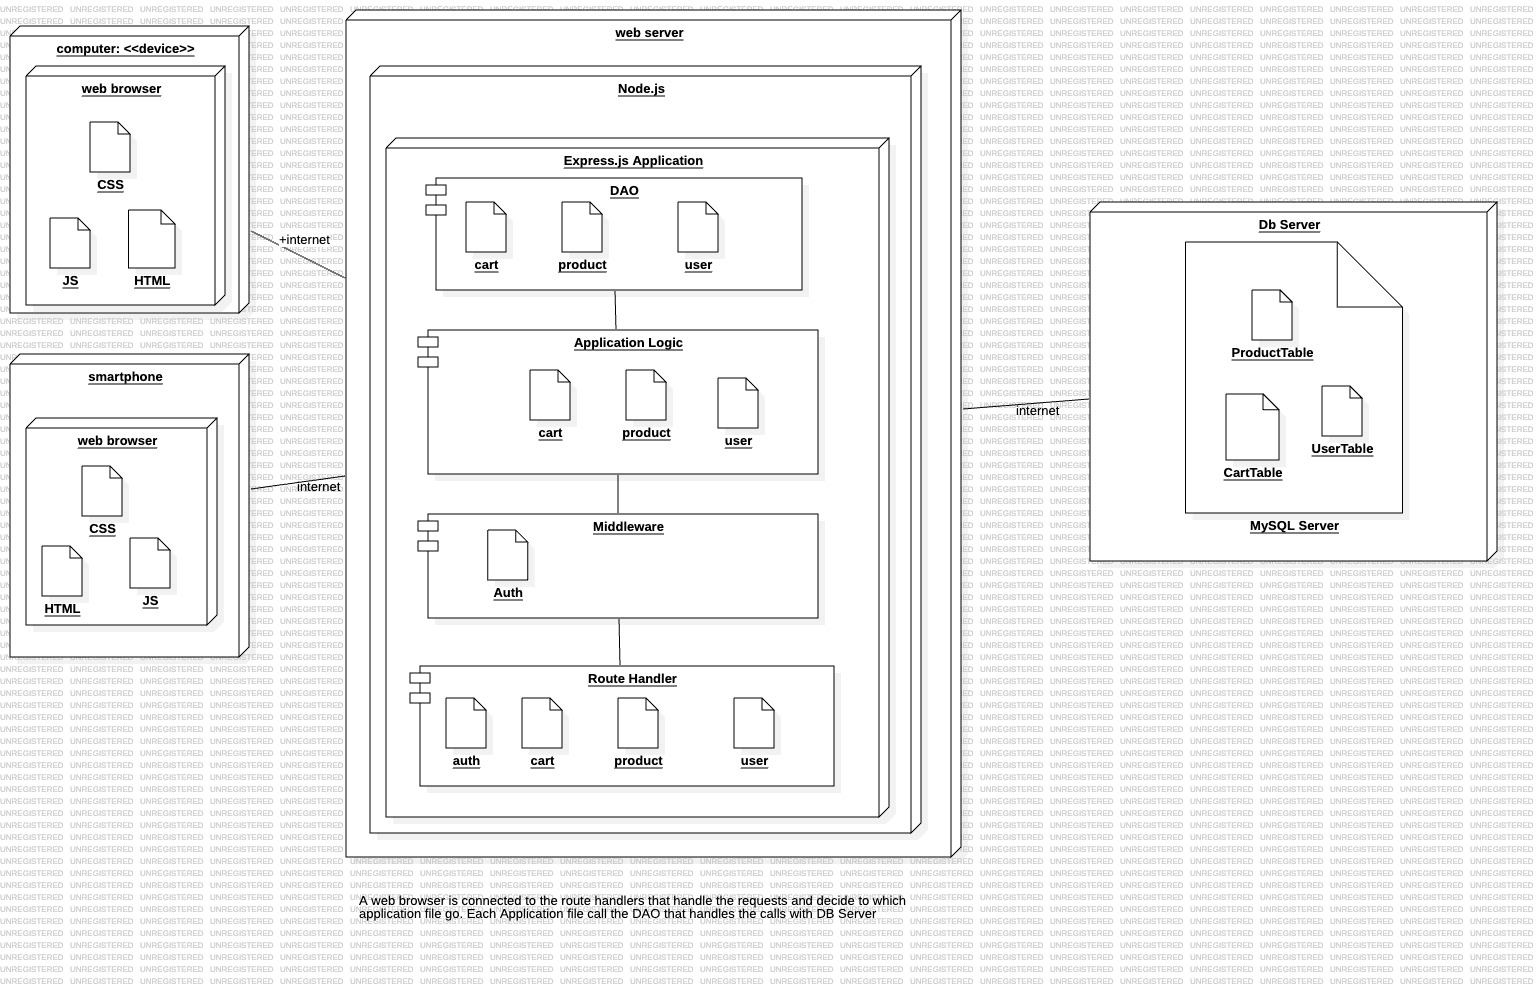 computer: <<device>>
web browser
CSS
JS
HTML
smartphone
web browser
CSS
HTML
JS
+internet
internet
web server
Node.js
Express.js Application
DAO
cart
product
user
Application Logic
cart
product
user
Middleware
Auth
Route Handler
auth
cart
product
user
internet
Db Server
ProductTable
CartTable
UserTable
MySQL Server
A web browser is connected to the route handlers that handle the requests and decide to which
application file go. Each Application file call the DAO that handles the calls with DB Server
UNREGISTERED